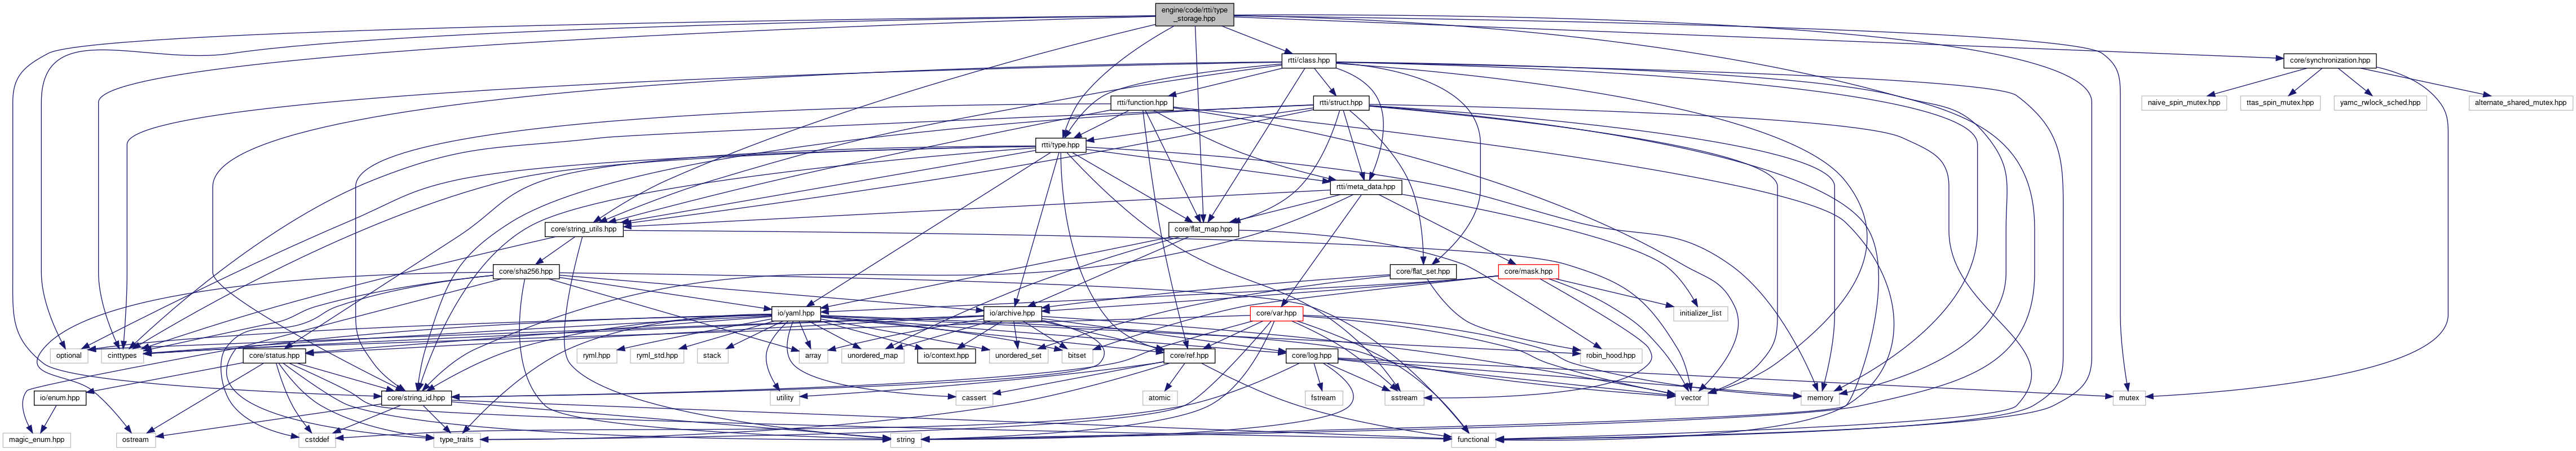 engine/code/rtti/type
_storage.hpp
rtti/class.hpp
core/synchronization.hpp
rtti/function.hpp
rtti/struct.hpp
naive_spin_mutex.hpp
ttas_spin_mutex.hpp
yamc_rwlock_sched.hpp
alternate_shared_mutex.hpp
rtti/type.hpp
rtti/meta_data.hpp
core/string_utils.hpp
core/flat_map.hpp
core/sha256.hpp
core/flat_set.hpp
core/mask.hpp
io/yaml.hpp
io/archive.hpp
core/var.hpp
initializer_list
optional
cinttypes
core/status.hpp
ryml.hpp
ryml_std.hpp
stack
array
unordered_map
io/context.hpp
unordered_set
bitset
core/ref.hpp
core/log.hpp
robin_hood.hpp
io/enum.hpp
core/string_id.hpp
utility
cassert
atomic
fstream
sstream
vector
memory
mutex
magic_enum.hpp
ostream
cstddef
type_traits
string
functional